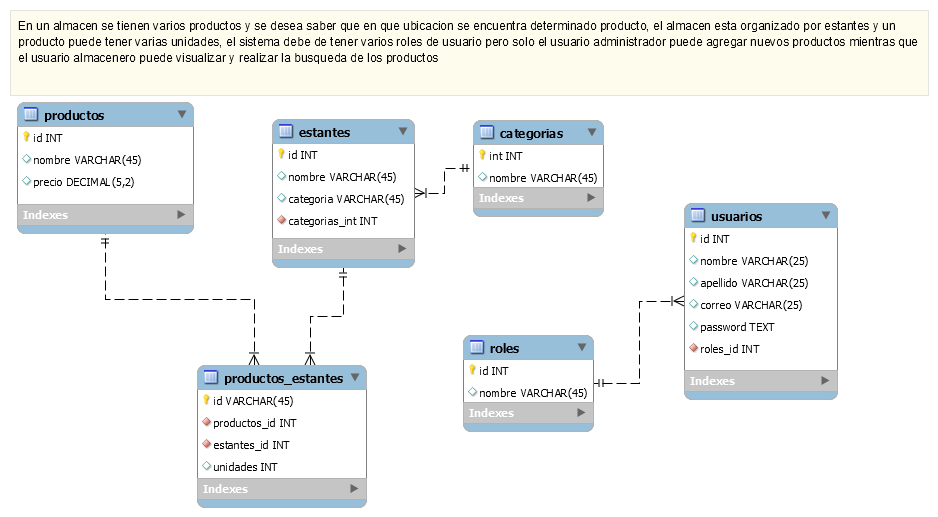 En un almacen se tienen varios productos y se desea saber que en que ubicacion se encuentra determinado producto, el almacen esta organizado por estantes y un
producto puede tener varias unidades, el sistema debe de tener varios roles de usuario pero solo el usuario administrador puede agregar nuevos productos mientras que
el usuario almacenero puede visualizar y realizar la busqueda de los productos
productos
id INT
nombre VARCHAR(45)
precio DECIMAL(5,2)
Indexes
estantes
id INT
nombre VARCHAR(45)
categoria VARCHAR(45)
categorias_int INT
Indexes
categorias
int INT
nombre VARCHAR(45)
Indexes
usuarios
id INT
nombre VARCHAR(25)
apellido VARCHAR(25)
correo VARCHAR(25)
password TEXT
roles_id INT
Indexes
roles
id INT
nombre VARCHAR(45)
Indexes
productos_estantes
id VARCHAR(45)
productos_id INT
estantes_id INT
unidades INT
Indexes